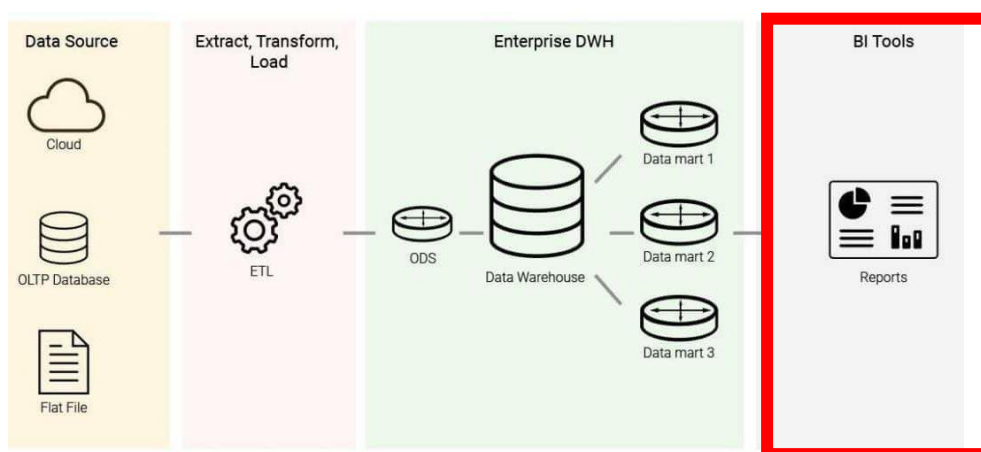 Data Source
Cloud
OLTP Database
Flat File
Extract, Transform,
Load
ETL
Enterprise DWH
ODS
Data Warehouse
Data mart 1
Data mart 2
Data mart 3
BI Tools
Reports